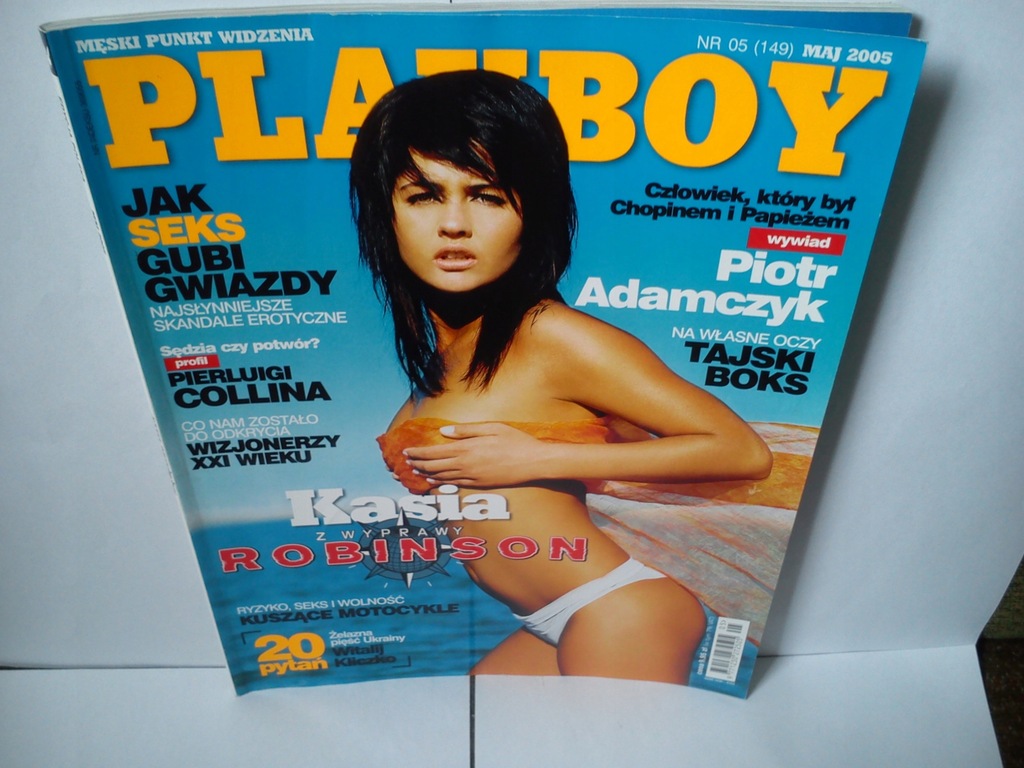 MĘSKI PUNKT WIDZENIA
NR 05 (149) MAJ 2005
PLAYBOY
JAK
SEKS
GUBI
GWIAZDY
NAJSŁYNNIEJSZE
SKANDALE EROTYCZNE
Sędzia czy potwór?
profil
PIERLUIGI
COLLINA
CO NAM ZOSTAŁO
DO ODKRYCIA
WIZJONERZY
XXI WIEKU
Człowiek, który był
Chopinem i Papieżem
wywiad
Piotr
Adamczyk
NA WŁASNE OCZY
TAJSKI
BOKS
Kasia
Z WYPRAWY
ROBINSON
RYZYKO, SEKS I WOLNOŚĆ
KUSZĄCE MOTOCYKLE
20
pytań
Żelazna
pięść Ukrainy
Witalij
Kliczko